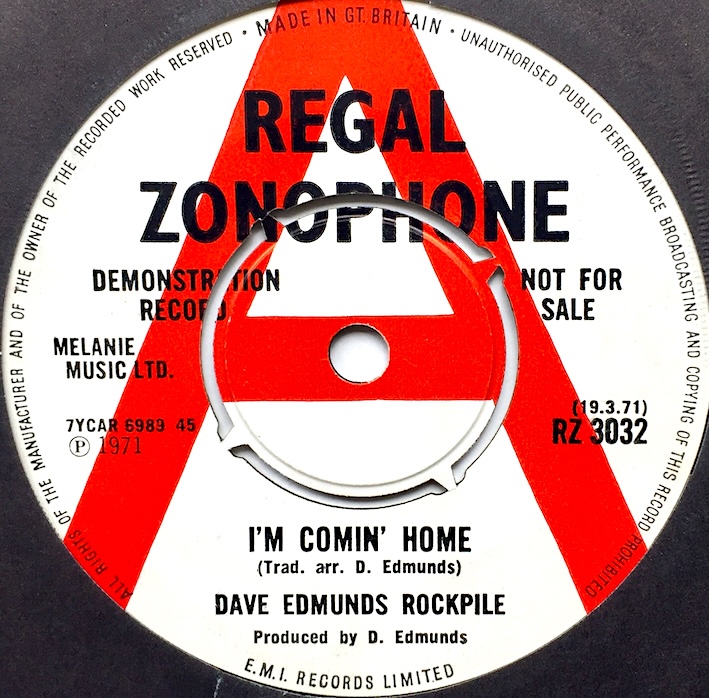 ALL RIGHTS OF THE MANUFACTURER AND OF THE OWNER OF THE RECORDED WORK RESERVED • MADE IN GT. BRITAIN • UNAUTHORISED PUBLIC PERFORMANCE BROADCASTING AND COPYING OF THIS RECORD PROHIBITED
A
REGAL
ZONOPHONE
DEMONSTRATION
RECORD
NOT FOR
SALE
MELANIE
MUSIC LTD.
7YCAR 6989 45
Ⓟ 1971
(19.3.71)
RZ 3032
I'M COMIN' HOME
(Trad. arr. D. Edmunds)
DAVE EDMUNDS ROCKPILE
Produced by D. Edmunds
E.M.I. RECORDS LIMITED